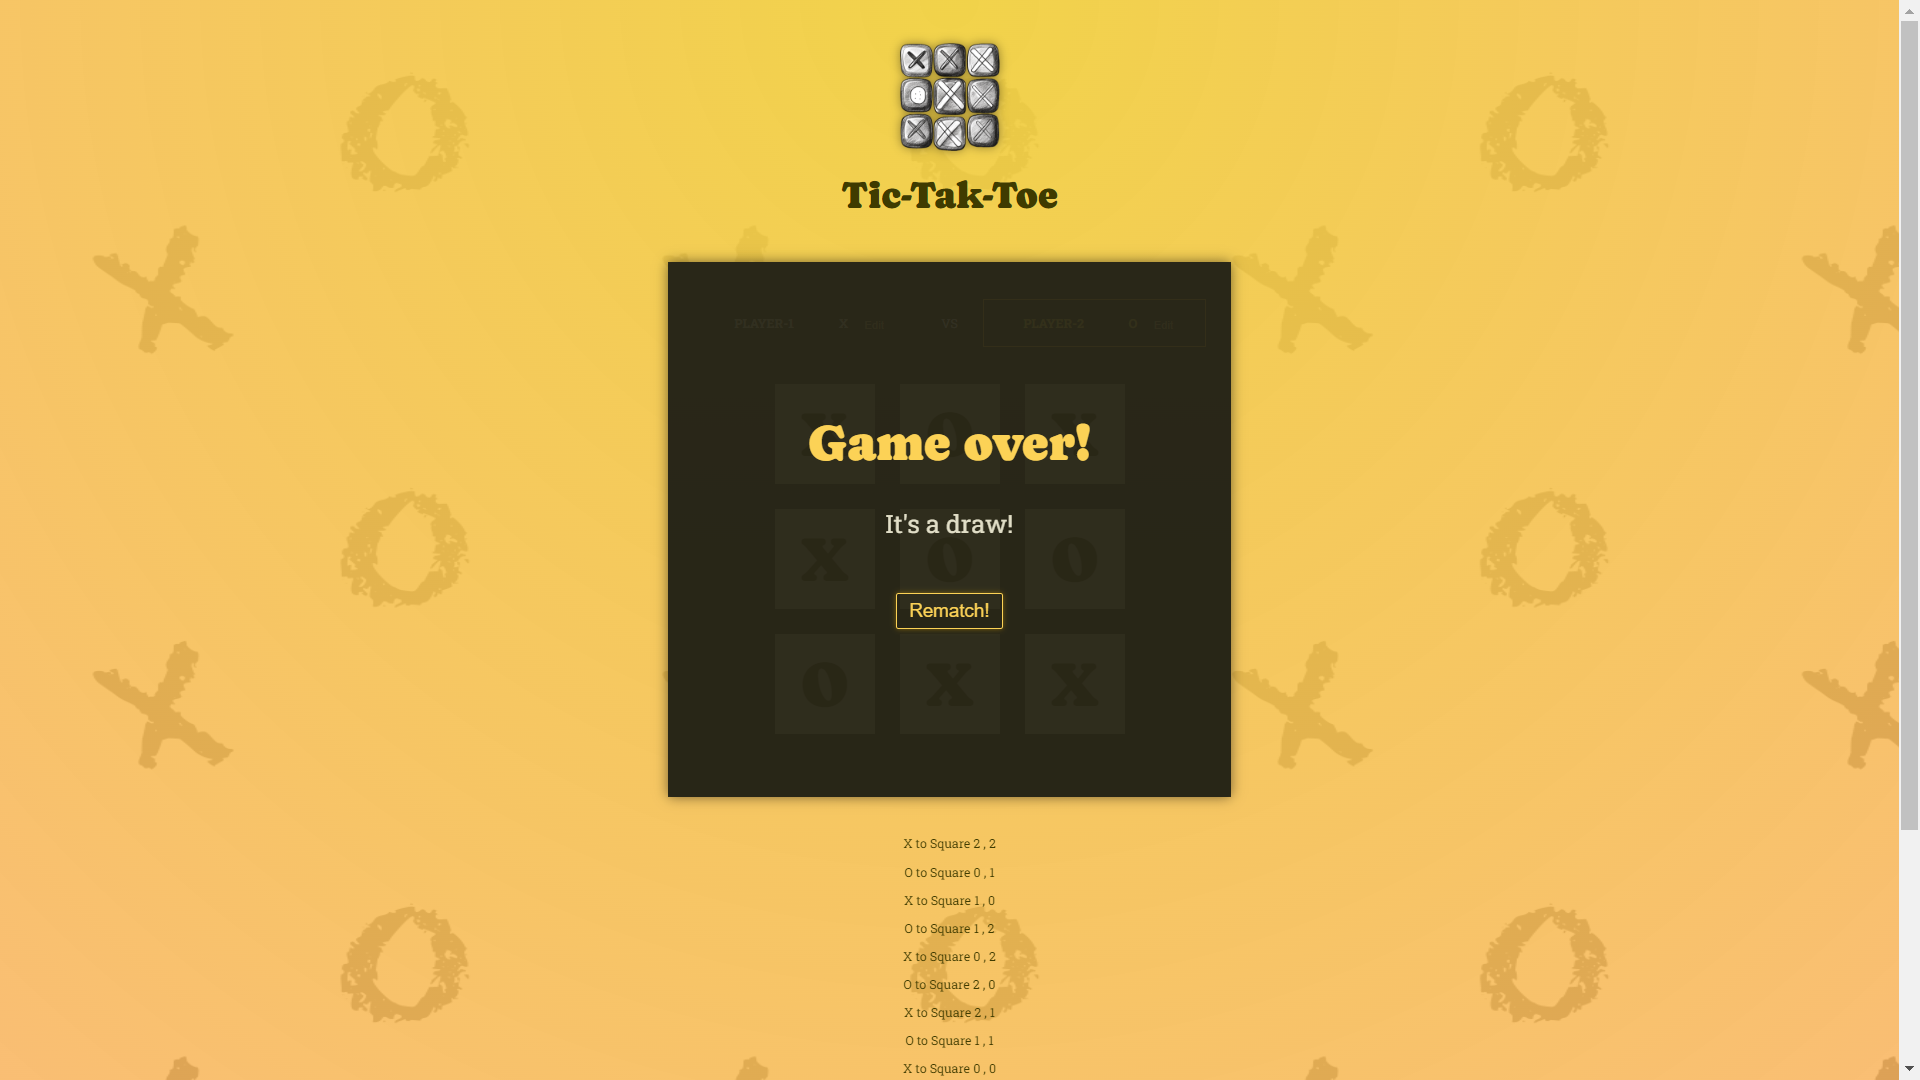 Tic-Tak-Toe
PLAYER-1 X Edit VS PLAYER-2 O Edit
X O X
Game over!
It's a draw!
X O O
Rematch!
O X X
X to Square 2 , 2
O to Square 0 , 1
X to Square 1 , 0
O to Square 1 , 2
X to Square 0 , 2
O to Square 2 , 0
X to Square 2 , 1
O to Square 1 , 1
X to Square 0 , 0